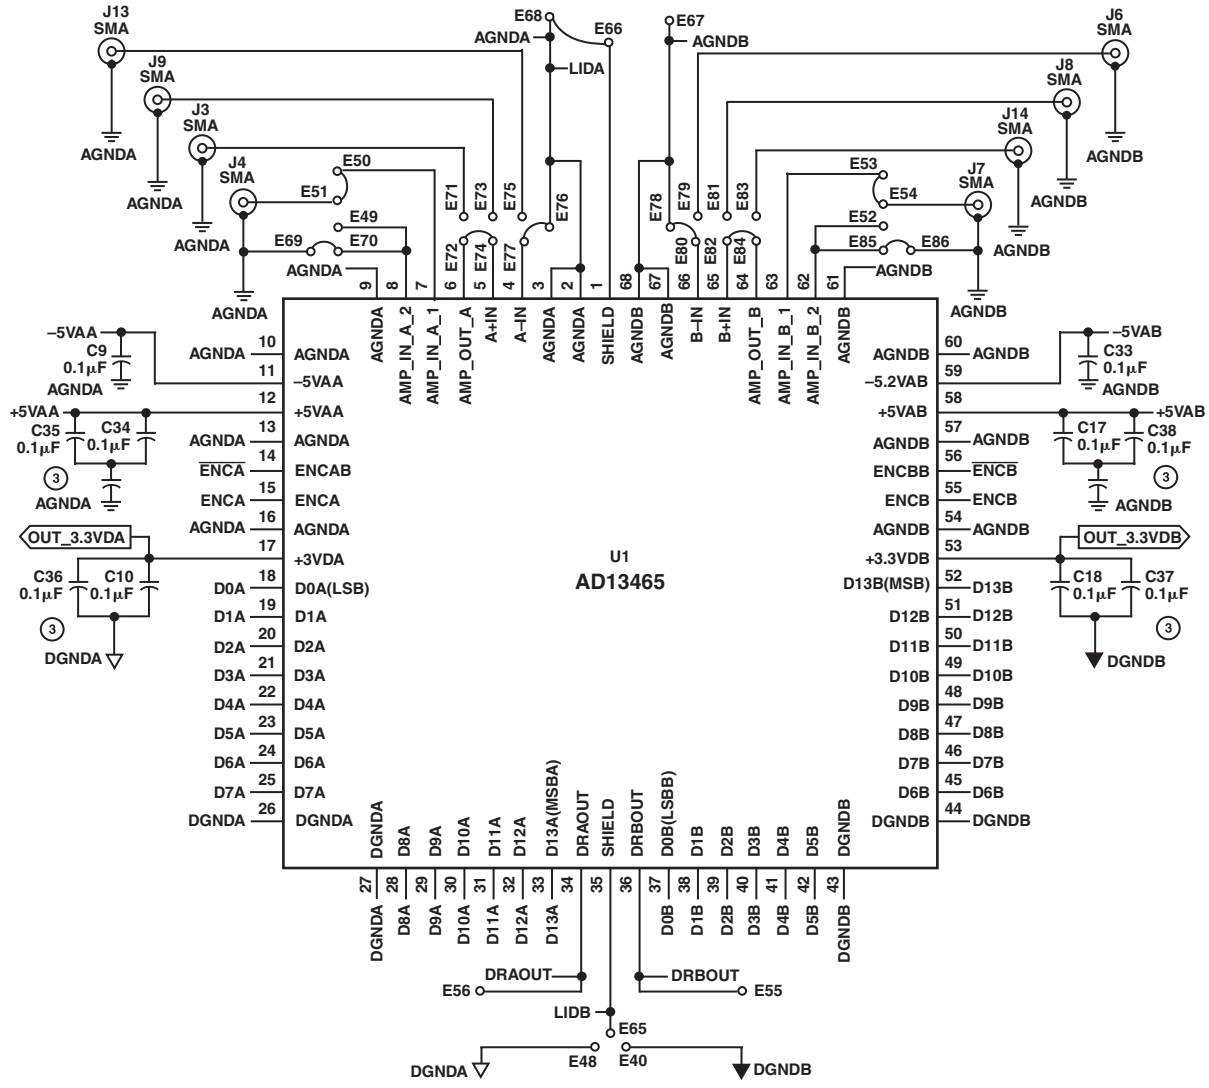 J13
SMA
J9
SMA
J3
SMA
J4
SMA
AGNDA
AGNDA
AGNDA
AGNDA
E68
E66
AGNDA
LIDA
E67
AGNDB
J6
SMA
J8
SMA
J14
SMA
J7
SMA
AGNDB
AGNDB
AGNDB
AGNDB
E50
E51
E49
E69
E70
AGNDA
E71
E73
E75
E76
E72
E74
E77
E78
E79
E81
E83
E80
E82
E84
E53
E54
E52
E85
E86
AGNDB
9
8
7
6
5
4
3
2
1
68
67
66
65
64
63
62
61
AGNDA
AMP_IN_A_2
AMP_IN_A_1
AMP_OUT_A
A+IN
A–IN
AGNDA
AGNDA
SHIELD
AGNDB
AGNDB
B–IN
B+IN
AMP_OUT_B
AMP_IN_B_1
AMP_IN_B_2
AGNDB
–5VAA
C9
0.1μF
AGNDA
+5VAA
C35
0.1μF
C34
0.1μF
3
AGNDA
OUT_3.3VDA
C36
0.1μF
C10
0.1μF
3
DGNDA
AGNDA 10 AGNDA
11 –5VAA
12 +5VAA
AGNDA 13 AGNDA
ENCA 14 ENCAB
ENCA 15 ENCA
AGNDA 16 AGNDA
17 +3VDA
D0A 18 D0A(LSB)
D1A 19 D1A
D2A 20 D2A
D3A 21 D3A
D4A 22 D4A
D5A 23 D5A
D6A 24 D6A
D7A 25 D7A
DGNDA 26 DGNDA
U1
AD13465
AGNDB 60 AGNDB
–5.2VAB 59
+5VAB 58
AGNDB 57 AGNDB
ENCBB 56 ENCB
ENCB 55 ENCB
AGNDB 54 AGNDB
+3.3VDB 53
D13B(MSB) 52 D13B
D12B 51 D12B
D11B 50 D11B
D10B 49 D10B
D9B 48 D9B
D8B 47 D8B
D7B 46 D7B
D6B 45 D6B
DGNDB 44 DGNDB
–5VAB
C33
0.1μF
AGNDB
+5VAB
C17
0.1μF
C38
0.1μF
3
AGNDB
OUT_3.3VDB
C18
0.1μF
C37
0.1μF
3
DGNDB
DGNDA
D8A
D9A
D10A
D11A
D12A
D13A(MSBA)
DRAOUT
SHIELD
DRBOUT
D0B(LSBB)
D1B
D2B
D3B
D4B
D5B
DGNDB
27
28
29
30
31
32
33
34
35
36
37
38
39
40
41
42
43
DGNDA
D8A
D9A
D10A
D11A
D12A
D13A
D0B
D1B
D2B
D3B
D4B
D5B
DGNDB
DRAOUT
DRBOUT
E56
E55
LIDB
E65
E48
E40
DGNDA
DGNDB